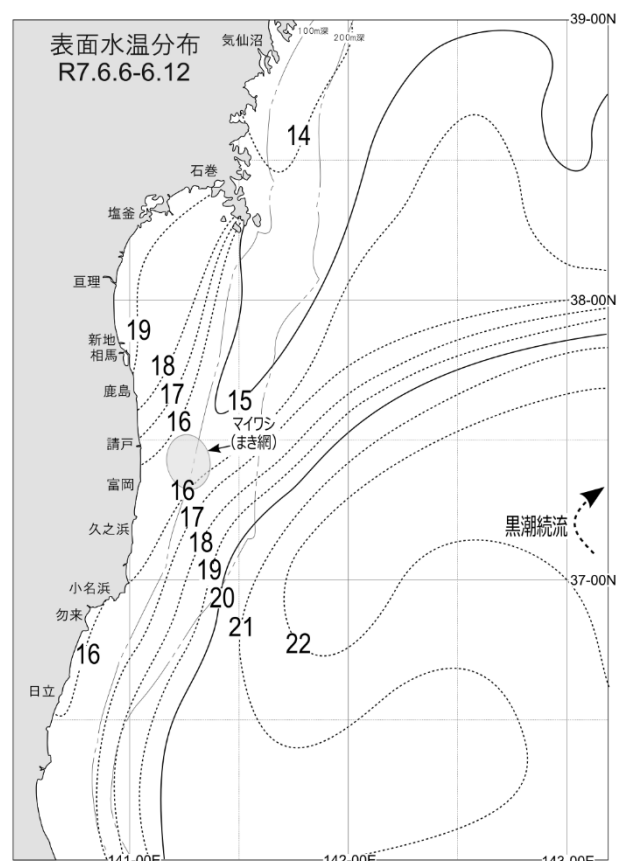 表面水温分布
R7.6.6-6.12
気仙沼
100m深
200m深
39-00N
14
石巻
塩釜
亘理
38-00N
19
新地
相馬
18
鹿島
17
15
16
マイワシ
(まき網)
請戸
富岡
16
17
久之浜
18
黒潮続流
19
小名浜
37-00N
20
勿来
21
22
16
日立
141-00E
142-00E
143-00E